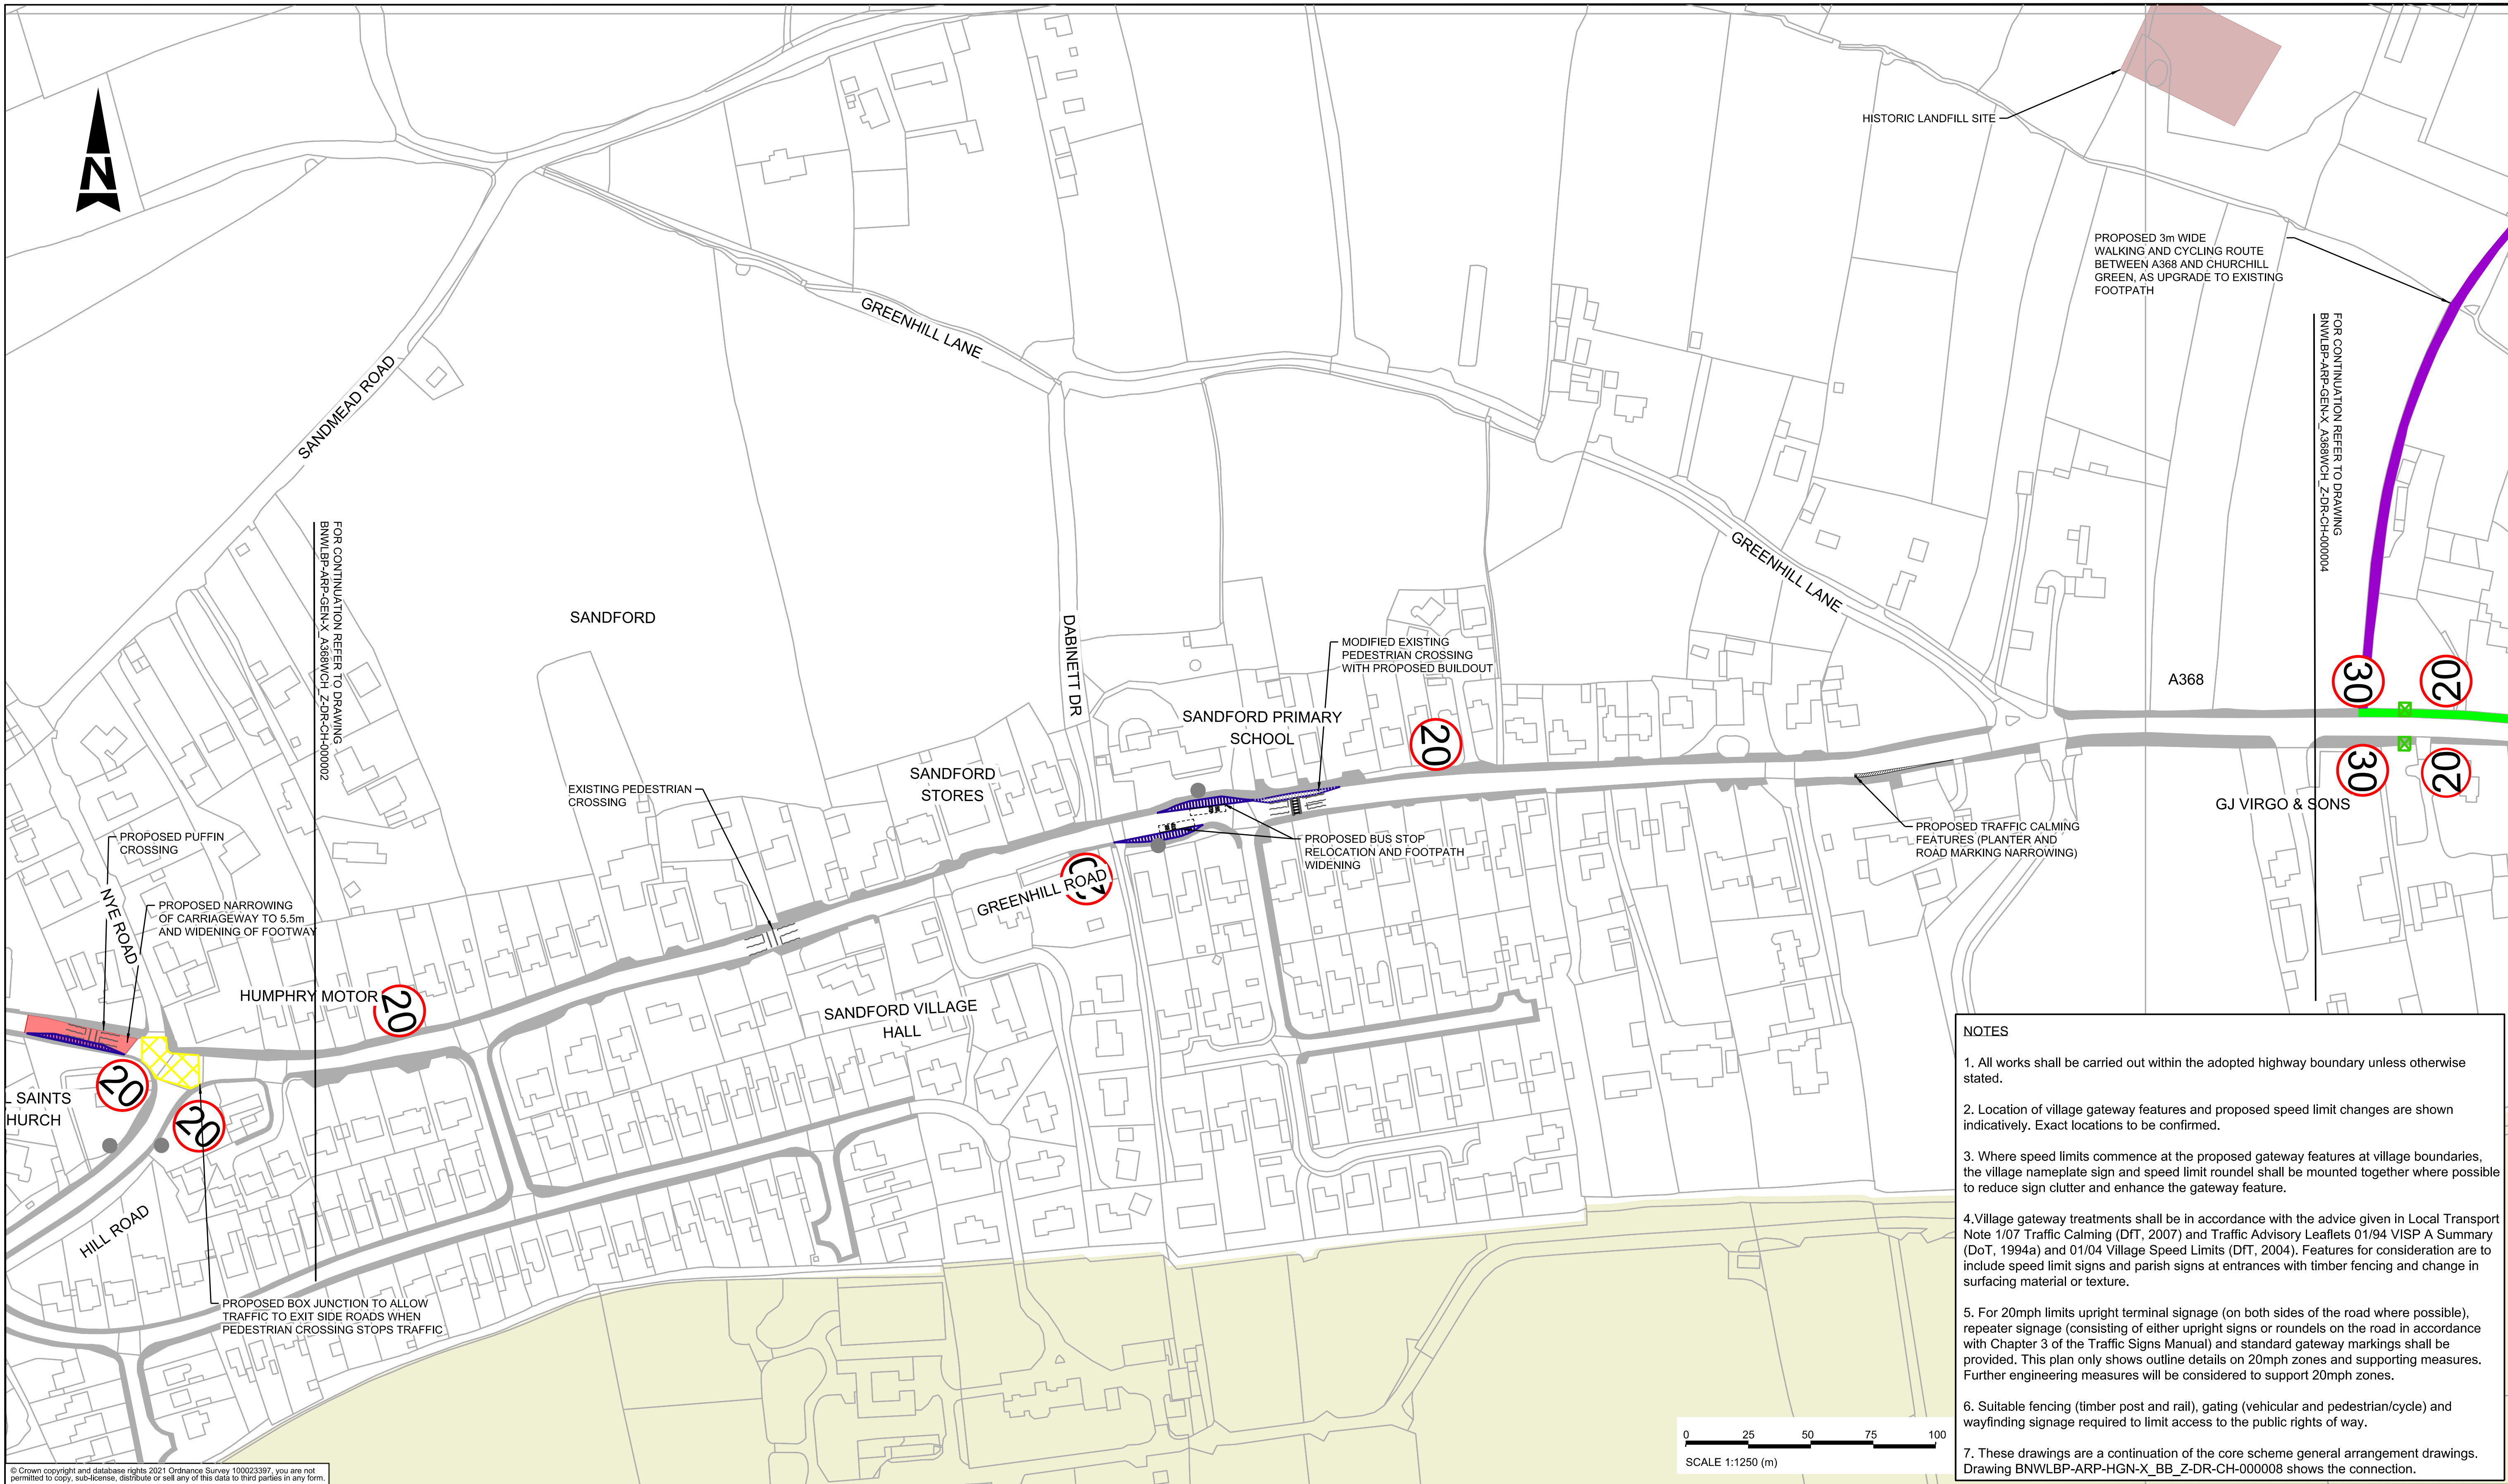 N
HISTORIC LANDFILL SITE
PROPOSED 3m WIDE
WALKING AND CYCLING ROUTE
BETWEEN A368 AND CHURCHILL
GREEN, AS UPGRADE TO EXISTING
FOOTPATH
FOR CONTINUATION REFER TO DRAWING
BNWLBP-ARP-GEN-X_A368WCH_Z-DR-CH-000004
GREENHILL LANE
SANDMEAD ROAD
FOR CONTINUATION REFER TO DRAWING
BNWLBP-ARP-GEN-X_A368WCH_Z-DR-CH-000002
SANDFORD
DABINETT DR
GREENHILL LANE
MODIFIED EXISTING
PEDESTRIAN CROSSING
WITH PROPOSED BUILDOUT
A368
30
20
SANDFORD PRIMARY
SCHOOL
20
30
20
SANDFORD
STORES
EXISTING PEDESTRIAN
CROSSING
GJ VIRGO & SONS
PROPOSED TRAFFIC CALMING
FEATURES (PLANTER AND
ROAD MARKING NARROWING)
PROPOSED BUS STOP
RELOCATION AND FOOTPATH
WIDENING
PROPOSED PUFFIN
CROSSING
GREENHILL ROAD
NYE ROAD
PROPOSED NARROWING
OF CARRIAGEWAY TO 5.5m
AND WIDENING OF FOOTWAY
HUMPHRY MOTOR
20
SANDFORD VILLAGE
HALL
20
20
L SAINTS
HURCH
HILL ROAD
PROPOSED BOX JUNCTION TO ALLOW
TRAFFIC TO EXIT SIDE ROADS WHEN
PEDESTRIAN CROSSING STOPS TRAFFIC
NOTES
1. All works shall be carried out within the adopted highway boundary unless otherwise
stated.
2. Location of village gateway features and proposed speed limit changes are shown
indicatively. Exact locations to be confirmed.
3. Where speed limits commence at the proposed gateway features at village boundaries,
the village nameplate sign and speed limit roundel shall be mounted together where possible
to reduce sign clutter and enhance the gateway feature.
4.Village gateway treatments shall be in accordance with the advice given in Local Transport
Note 1/07 Traffic Calming (DfT, 2007) and Traffic Advisory Leaflets 01/94 VISP A Summary
(DoT, 1994a) and 01/04 Village Speed Limits (DfT, 2004). Features for consideration are to
include speed limit signs and parish signs at entrances with timber fencing and change in
surfacing material or texture.
5. For 20mph limits upright terminal signage (on both sides of the road where possible),
repeater signage (consisting of either upright signs or roundels on the road in accordance
with Chapter 3 of the Traffic Signs Manual) and standard gateway markings shall be
provided. This plan only shows outline details on 20mph zones and supporting measures.
Further engineering measures will be considered to support 20mph zones.
6. Suitable fencing (timber post and rail), gating (vehicular and pedestrian/cycle) and
wayfinding signage required to limit access to the public rights of way.
7. These drawings are a continuation of the core scheme general arrangement drawings.
Drawing BNWLBP-ARP-HGN-X_BB_Z-DR-CH-000008 shows the connection.
0 25 50 75 100
SCALE 1:1250 (m)
© Crown copyright and database rights 2021 Ordnance Survey 100023397, you are not
permitted to copy, sub-license, distribute or sell any of this data to third parties in any form.